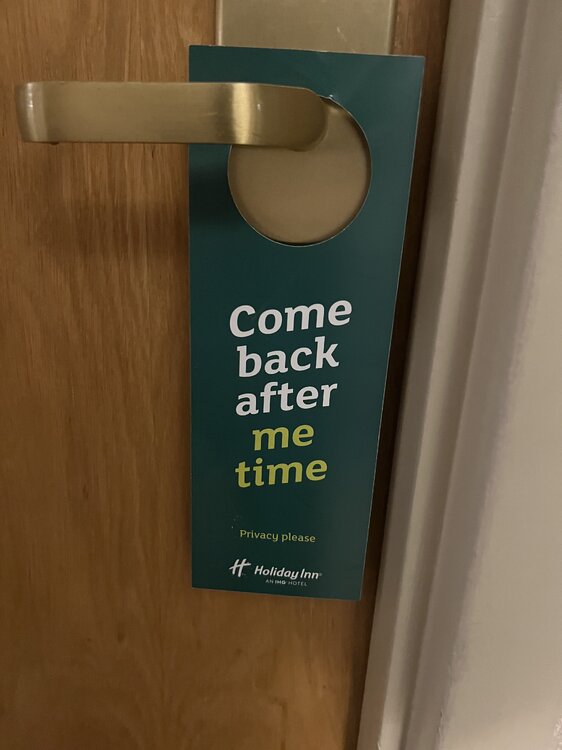 Come
back
after
me
time
Privacy please
Holiday Inn
AN IHG HOTEL